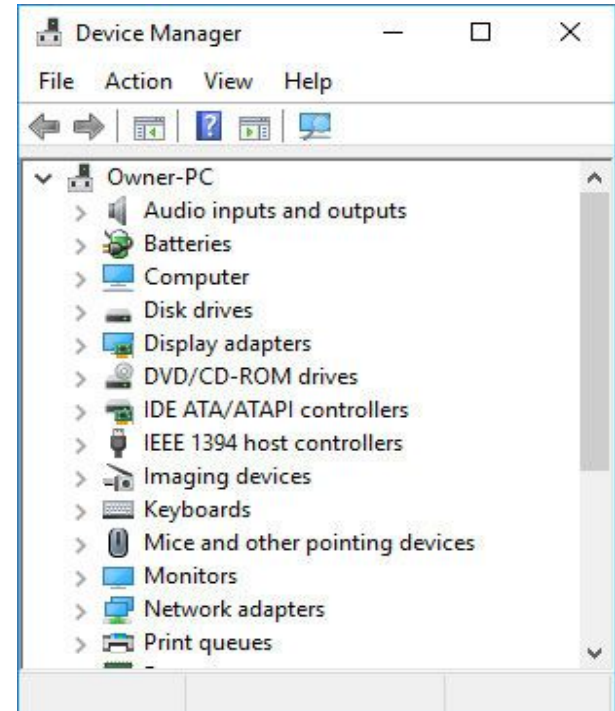 Device Manager
File Action View Help
Owner-PC
Audio inputs and outputs
Batteries
Computer
Disk drives
Display adapters
DVD/CD-ROM drives
IDE ATA/ATAPI controllers
IEEE 1394 host controllers
Imaging devices
Keyboards
Mice and other pointing devices
Monitors
Network adapters
Print queues